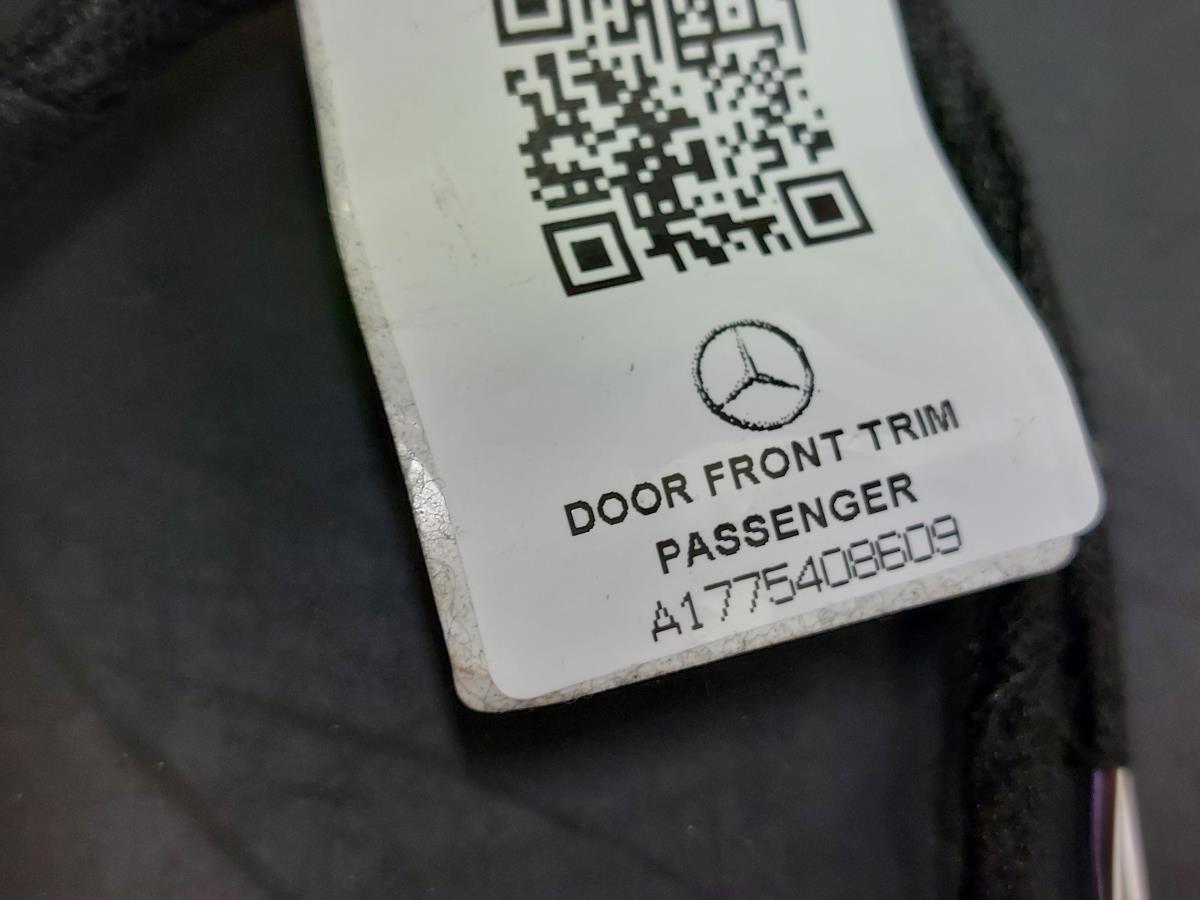 DOOR FRONT TRIM
PASSENGER
A1775408609